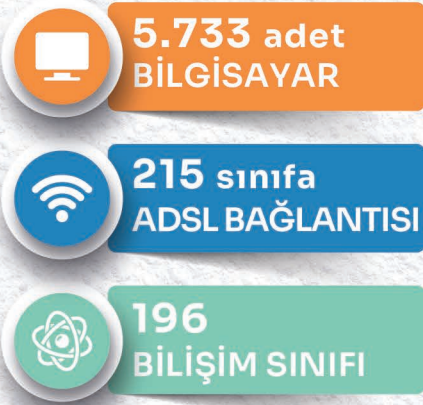 5.733 adet
BİLGİSAYAR
215 sınıfa
ADSL BAĞLANTISI
196
BİLİŞİM SINIFI